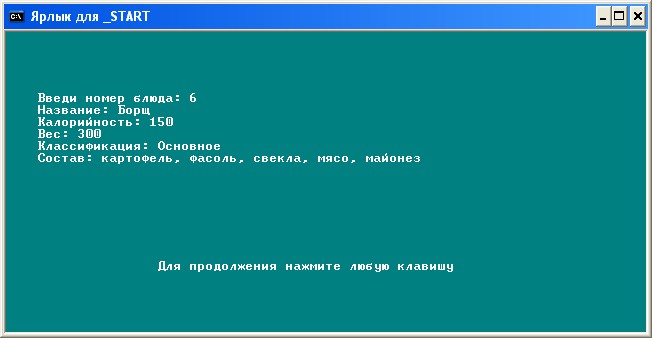 Ярлык для _START
Введи номер блюда: 6
Название: Борщ
Калорийность: 150
Вес: 300
Классификация: Основное
Состав: картофель, фасоль, свекла, мясо, майонез
Для продолжения нажмите любую клавишу